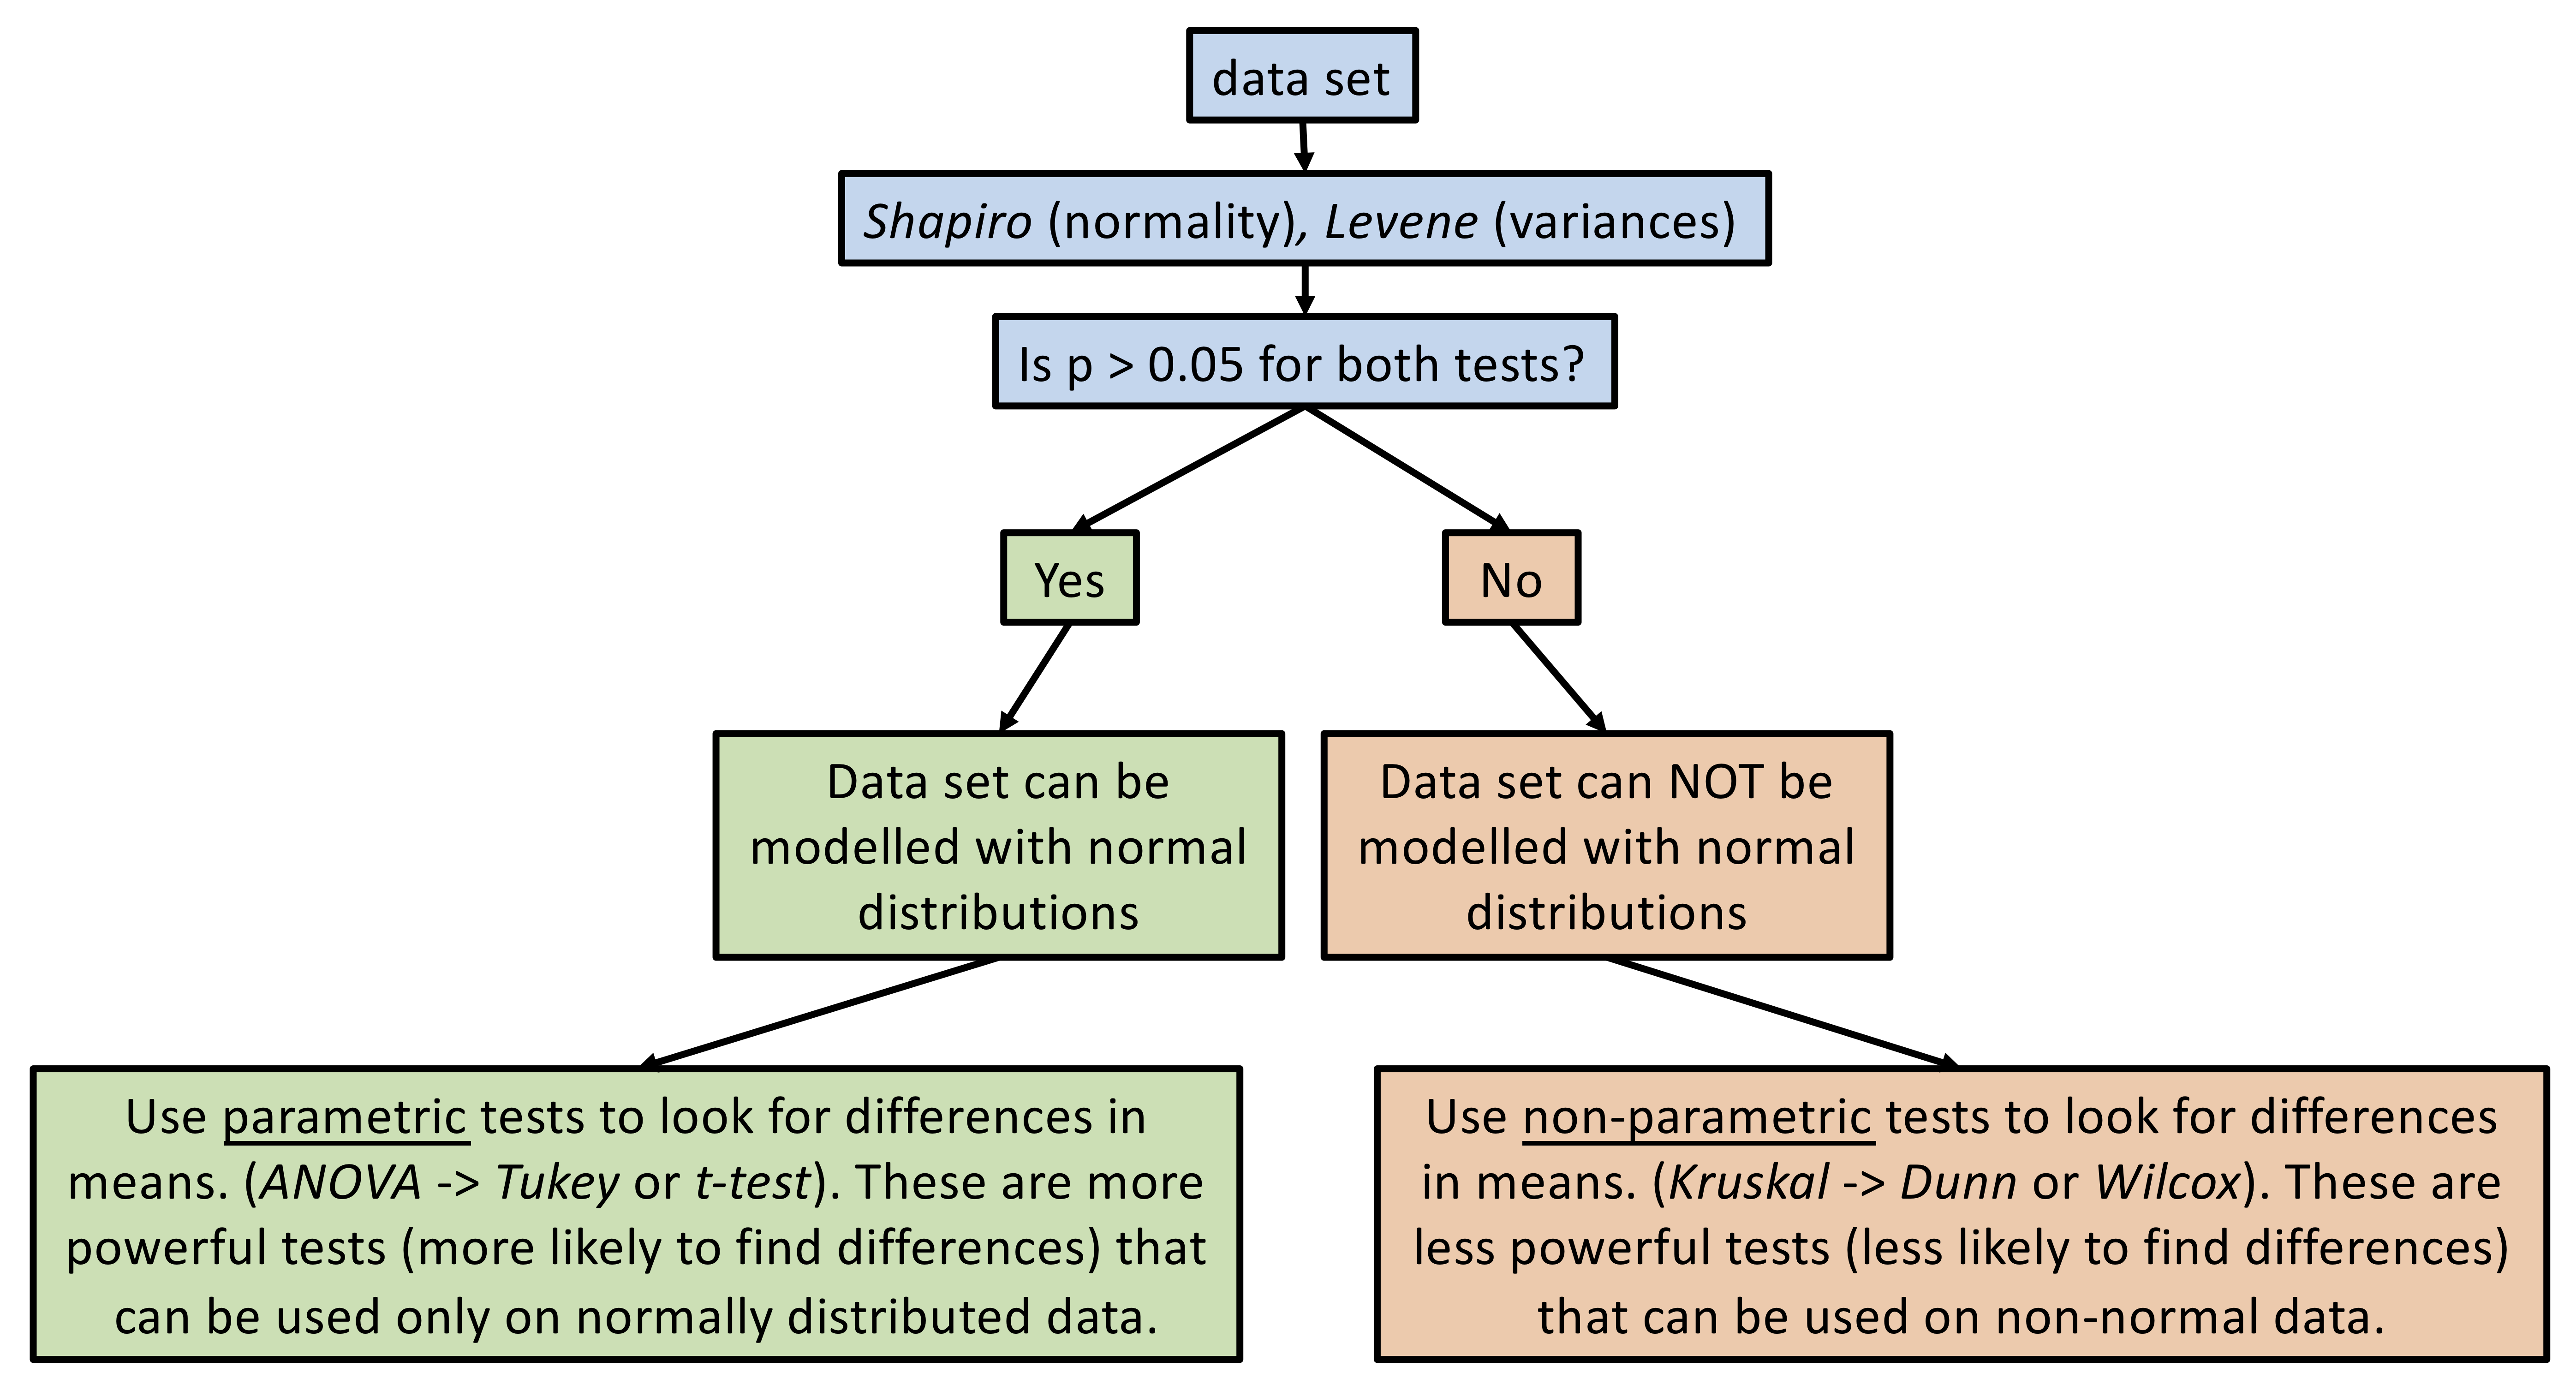 data set
Shapiro (normality), Levene (variances)
Is p > 0.05 for both tests?
Yes
No
Data set can be
modelled with normal
distributions
Data set can NOT be
modelled with normal
distributions
Use parametric tests to look for differences in
means. (ANOVA -> Tukey or t-test). These are more
powerful tests (more likely to find differences) that
can be used only on normally distributed data.
Use non-parametric tests to look for differences
in means. (Kruskal -> Dunn or Wilcox). These are
less powerful tests (less likely to find differences)
that can be used on non-normal data.